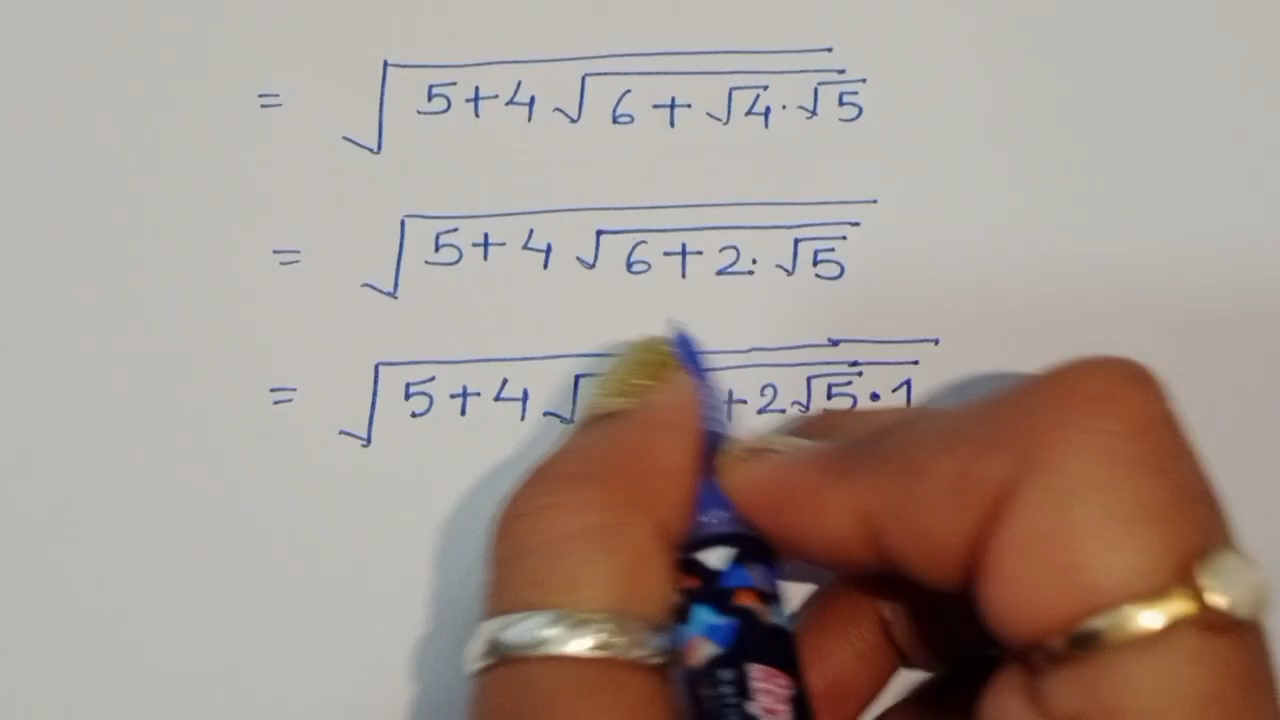 = √5+4√6+√4.√5
= √5+4√6+2.√5
= √5+4√ +2√5.1